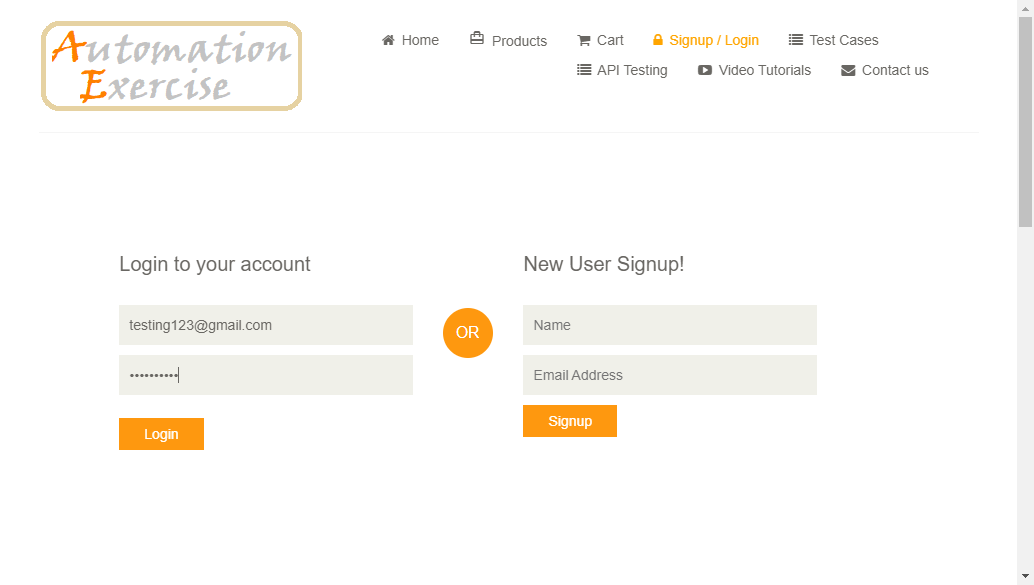 Automation
Exercise
Home
Products
Cart
Signup / Login
Test Cases
API Testing
Video Tutorials
Contact us
Login to your account
testing123@gmail.com
••••••••••
Login
OR
New User Signup!
Name
Email Address
Signup